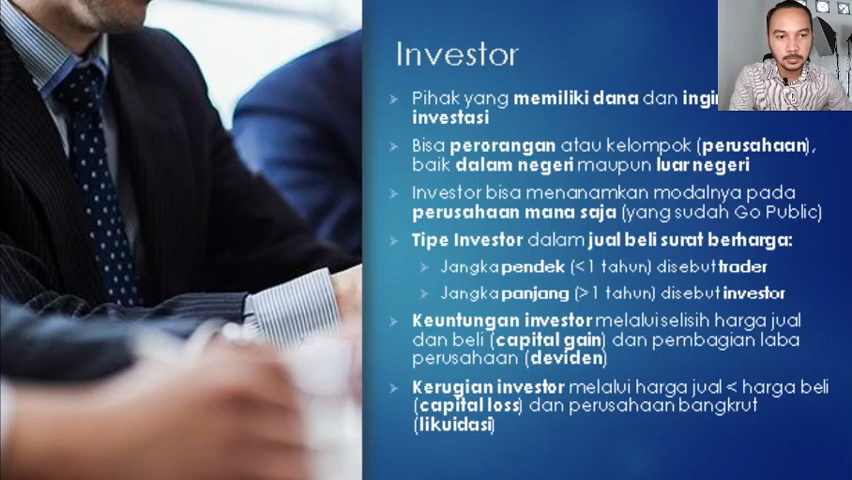 Investor
Pihak yang memiliki dana dan
investasi
Bisa perorangan atau kelompok (perusahaan),
baik dalam negeri maupun luar negeri
Investor bisa menanamkan modalnya pada
perusahaan mana saja (yang sudah Go Public)
Tipe Investor dalam jual beli surat berharga:
Jangka pendek (< 1 tahun) disebut trader
Jangka panjang (> 1 tahun) disebut investor
Keuntungan investor melalui selisih harga jual
dan beli (capital gain) dan pembagian laba
perusahaan (deviden)
Kerugian investor melalui harga jual < harga beli
(capital loss) dan perusahaan bangkrut
(likuidasi)